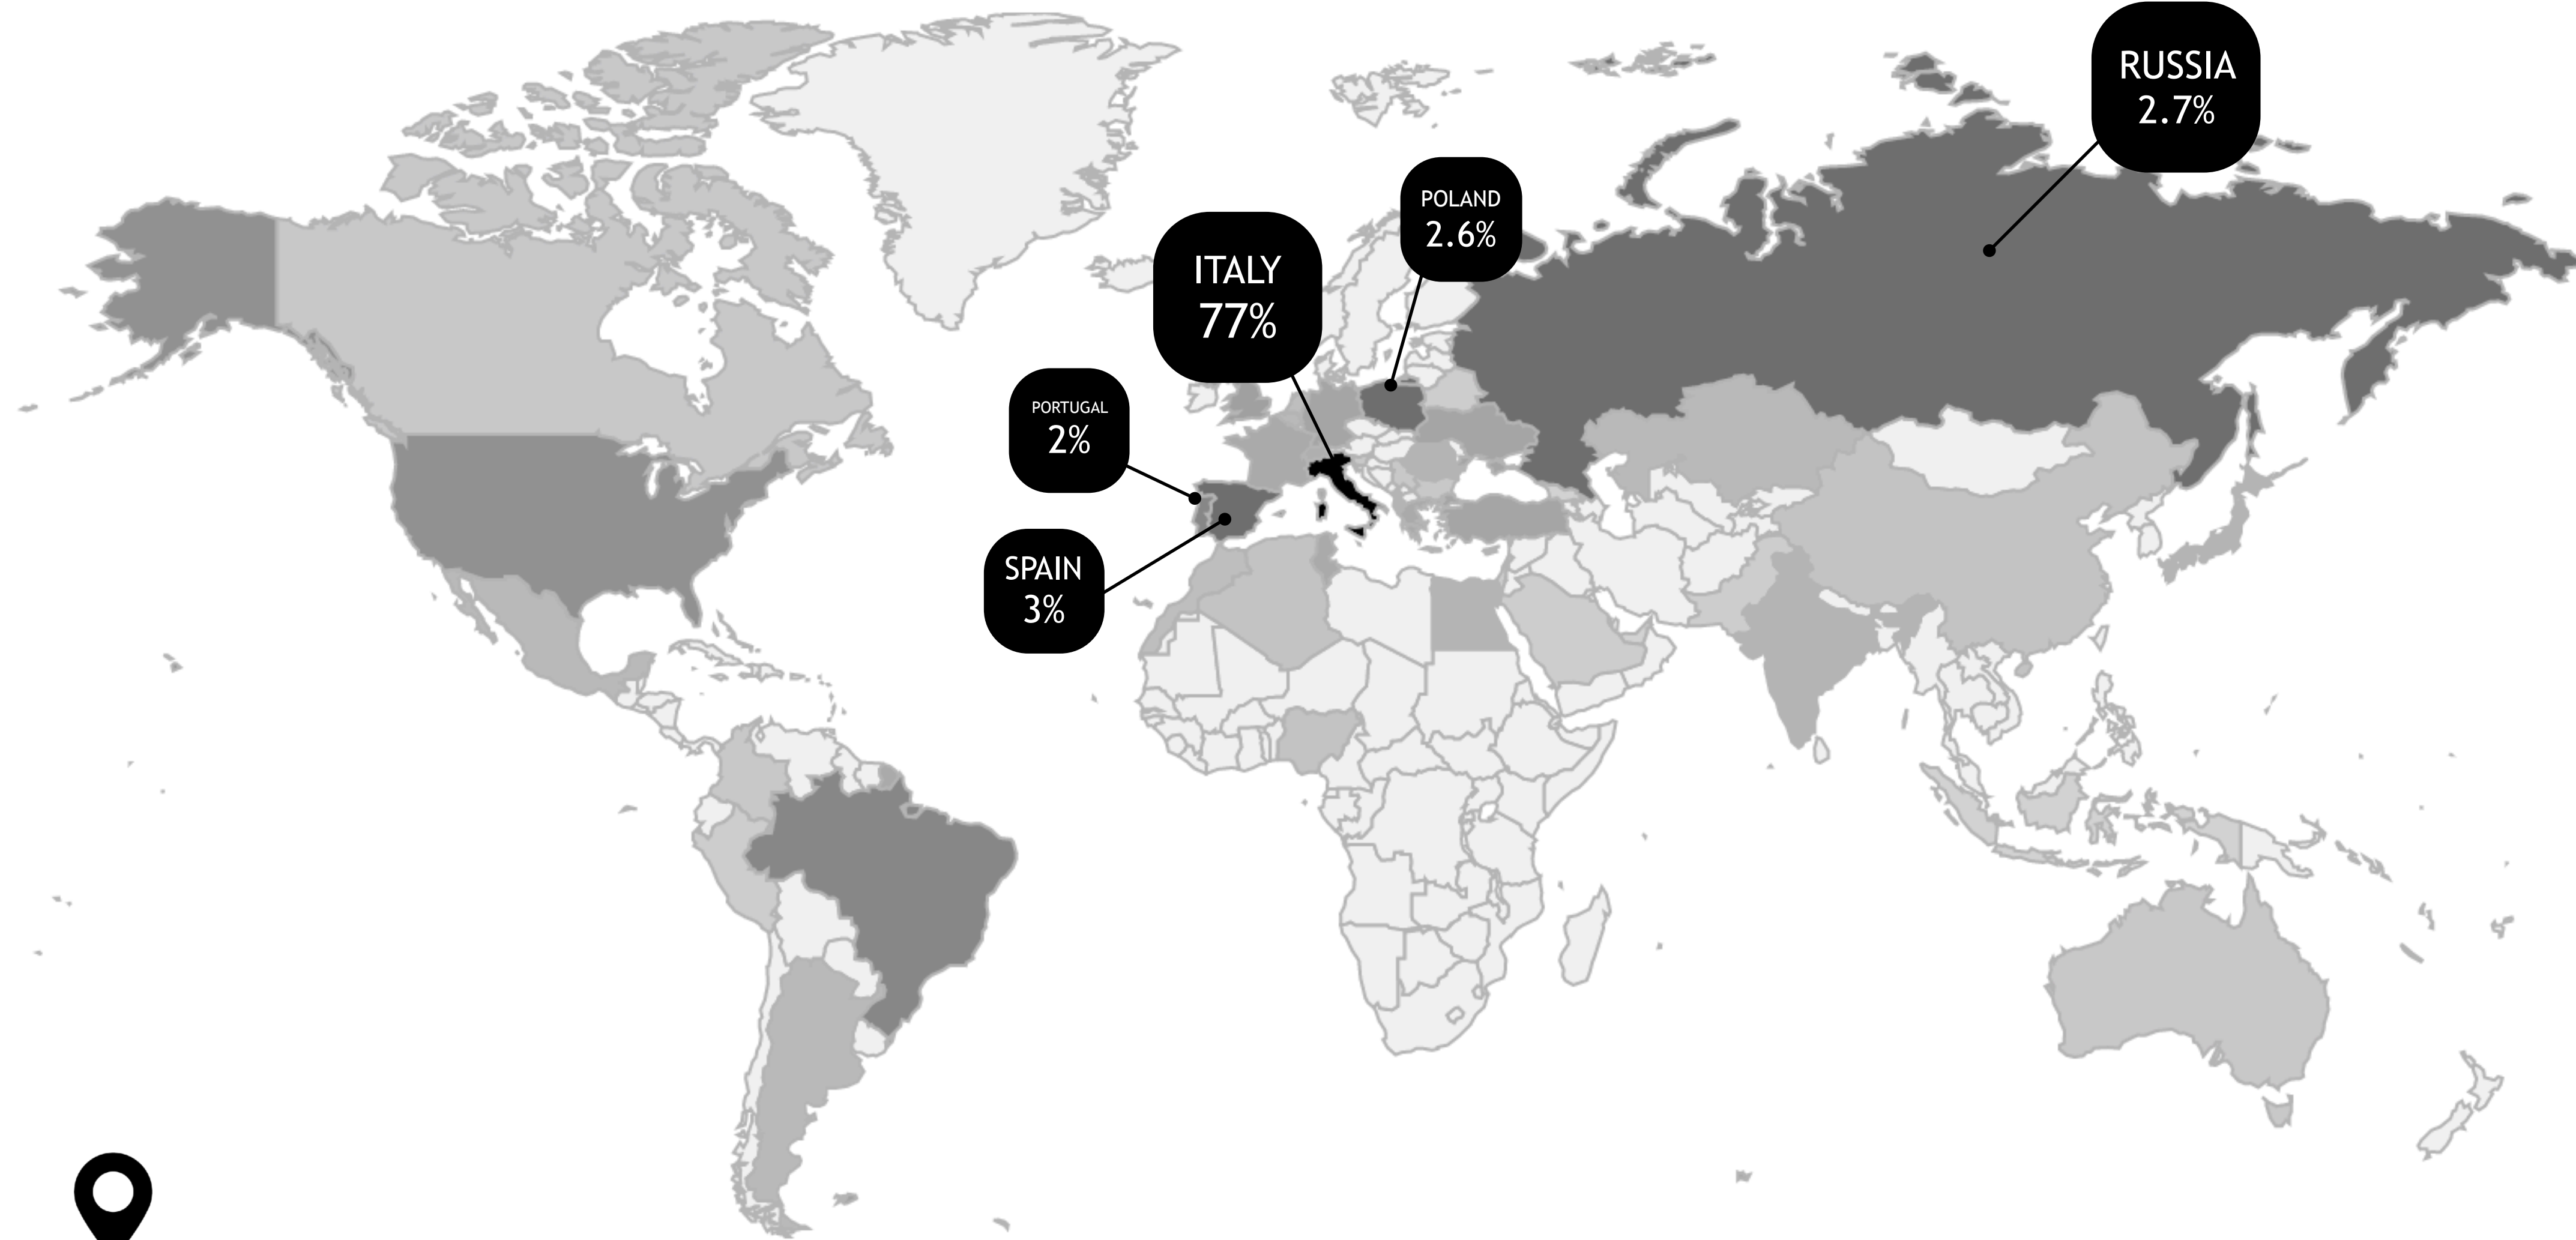 RUSSIA
2.7%
POLAND
2.6%
ITALY
77%
PORTUGAL
2%
SPAIN
3%